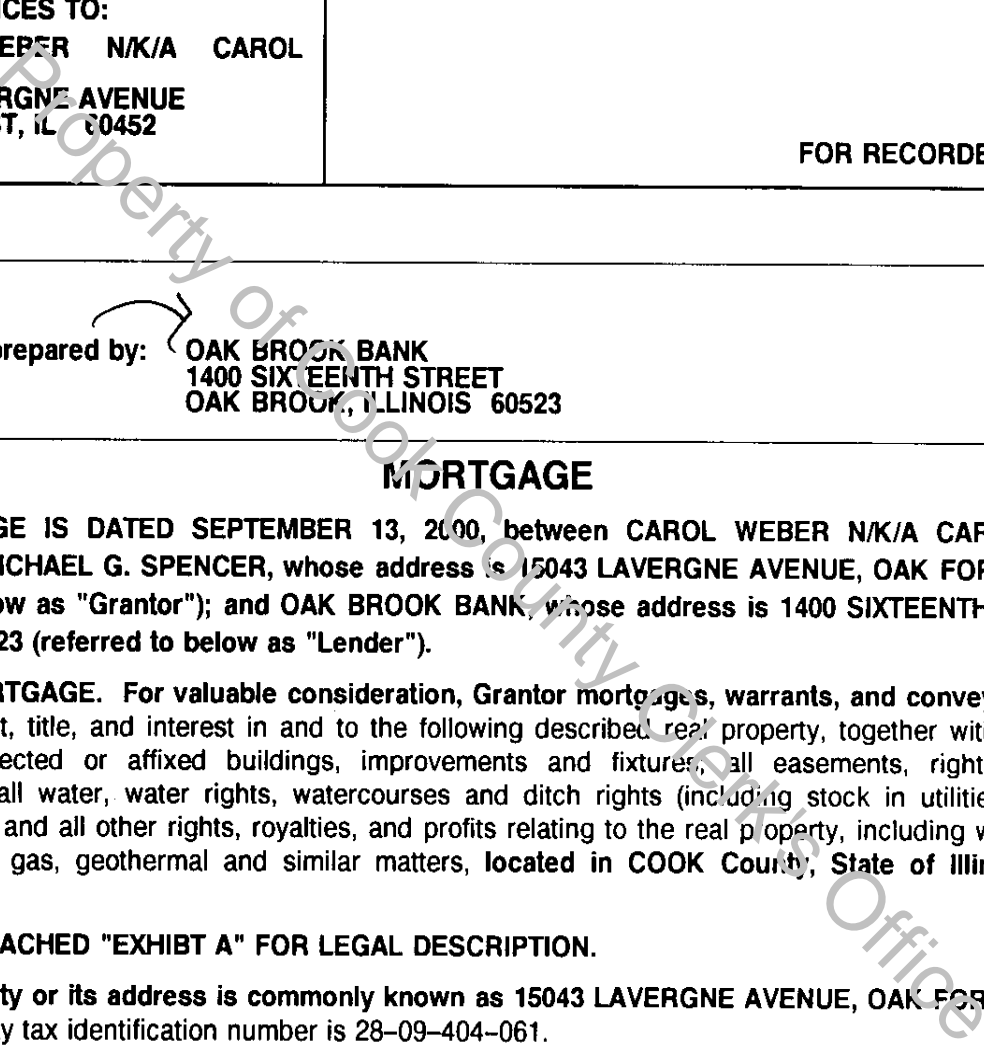 ICES TO:
EBER N/K/A CAROL
RGNE AVENUE
ST, IL 60452
FOR RECORDE
prepared by: OAK BROOK BANK
1400 SIXTEENTH STREET
OAK BROOK, ILLINOIS 60523
MORTGAGE
GE IS DATED SEPTEMBER 13, 2000, between CAROL WEBER N/K/A CAR
MICHAEL G. SPENCER, whose address is 15043 LAVERGNE AVENUE, OAK FOR
ow as "Grantor"); and OAK BROOK BANK, whose address is 1400 SIXTEENTH
23 (referred to below as "Lender").
RTGAGE. For valuable consideration, Grantor mortgages, warrants, and convey
t, title, and interest in and to the following described real property, together with
ected or affixed buildings, improvements and fixtures; all easements, right
all water, water rights, watercourses and ditch rights (including stock in utilitie
and all other rights, royalties, and profits relating to the real property, including w
gas, geothermal and similar matters, located in COOK County, State of Illin
ACHED "EXHIBT A" FOR LEGAL DESCRIPTION.
ty or its address is commonly known as 15043 LAVERGNE AVENUE, OAK FOR
y tax identification number is 28-09-404-061.
Property of Cook County Clerk's Office